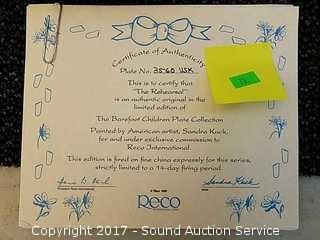 Certificate of Authenticity
Plate No. 3560 USK
This is to certify that
"The Rehearsal"
is an authentic original in the
limited edition of
The Barefoot Children Plate Collection
Painted by American artist, Sandra Kuck,
for and under exclusive commission to
Reco International.
This edition is fired on fine china expressly for this series,
strictly limited to a 14-day firing period.
Sandra Kuck
Reco
Copyright 2017 - Sound Auction Service